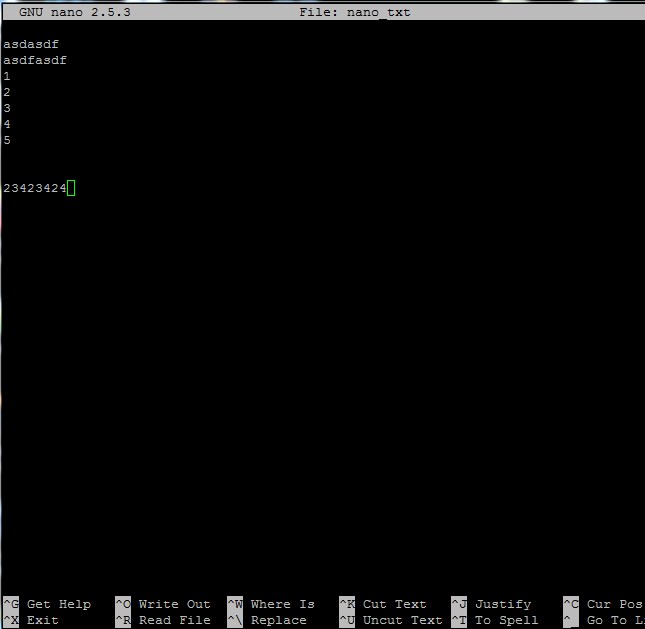 GNU nano 2.5.3 File: nano_txt
asdasdf
asdfasdf
1
2
3
4
5
23423424
^G Get Help ^O Write Out ^W Where Is ^K Cut Text ^J Justify ^C Cur Pos
^X Exit ^R Read File ^\ Replace ^U Uncut Text ^T To Spell ^_ Go To Li